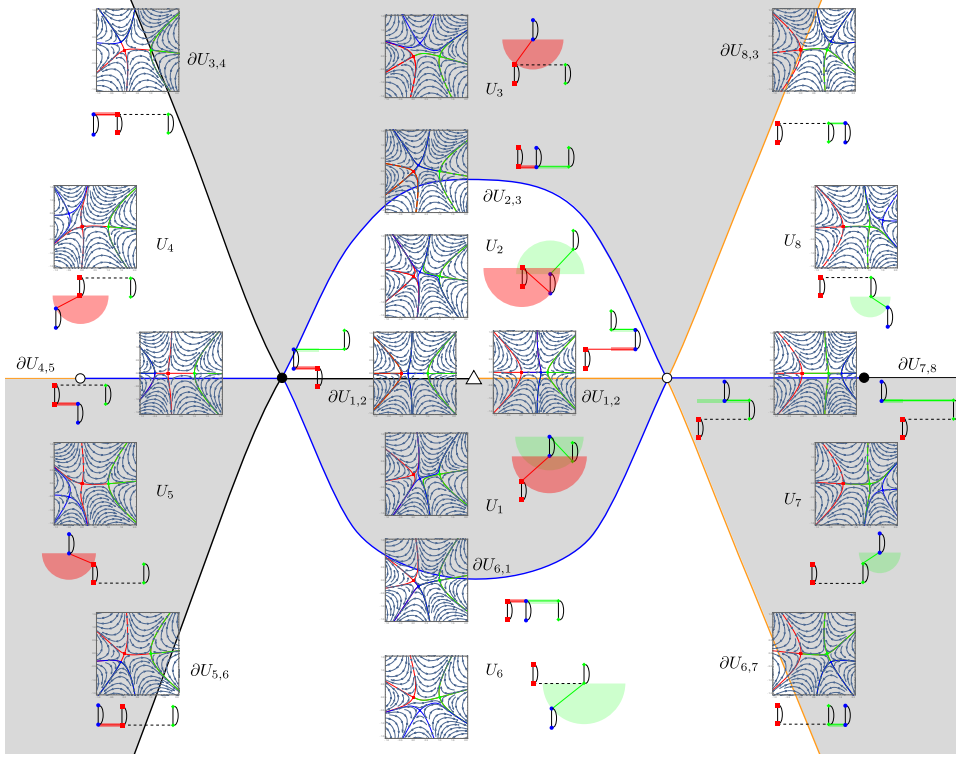 ∂U₃,₄
U₃
∂U₈,₃
∂U₂,₃
U₄
U₂
U₈
∂U₄,₅
∂U₁,₂
∂U₁,₂
∂U₇,₈
U₅
U₁
U₇
∂U₆,₁
∂U₅,₆
U₆
∂U₆,₇